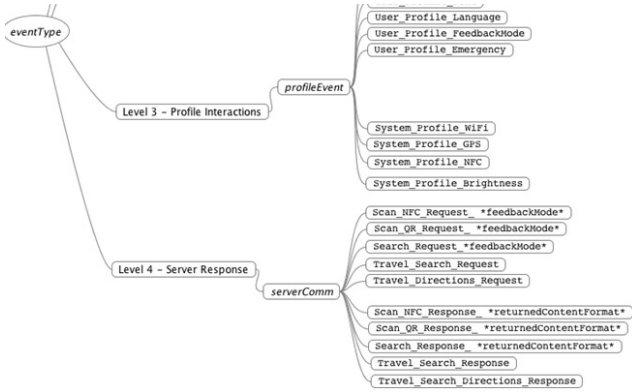 User_Profile_Language
eventType
User_Profile_FeedbackMode
User_Profile_Emergency
profileEvent
Level 3 – Profile Interactions
System_Profile_WiFi
System_Profile_GPS
System_Profile_NFC
System_Profile_Brightness
Scan_NFC_Request_ *feedbackMode*
Scan_QR_Request_ *feedbackMode*
Search_Request_*feedbackMode*
Level 4 – Server Response
Travel_Search_Request
Travel_Directions_Request
serverComm
Scan_NFC_Response_ *returnedContentFormat*
Scan_QR_Response_ *returnedContentFormat*
Search_Response_ *returnedContentFormat*
Travel_Search_Response
Travel_Search_Directions_Response